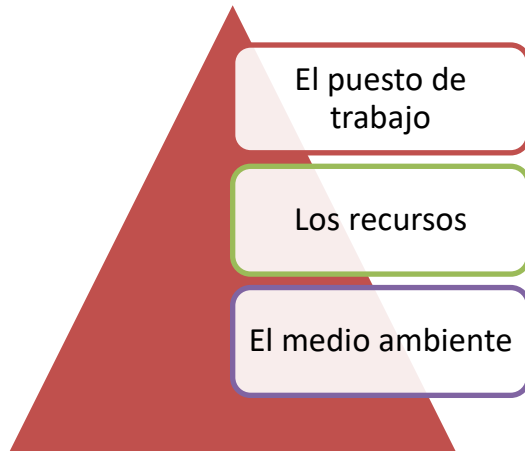 El puesto de
trabajo
Los recursos
El medio ambiente